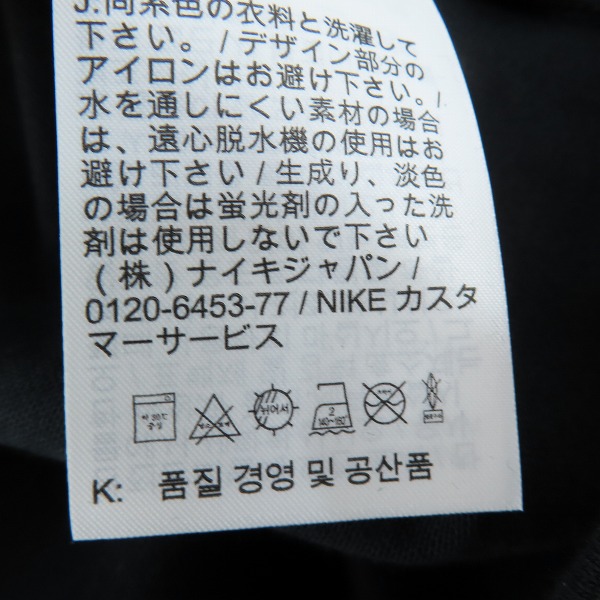 J:同系色の衣料と洗濯して
下さい。/デザイン部分の
アイロンはお避け下さい。/
水を通しにくい素材の場合
は、遠心脱水機の使用はお
避け下さい / 生成り、淡色
の場合は蛍光剤の入った洗
剤は使用しないで下さい
(株)ナイキジャパン /
0120-6453-77 / NIKE カスタ
マーサービス
뉘어서 2 140~160°
K: 품질 경영 및 공산품